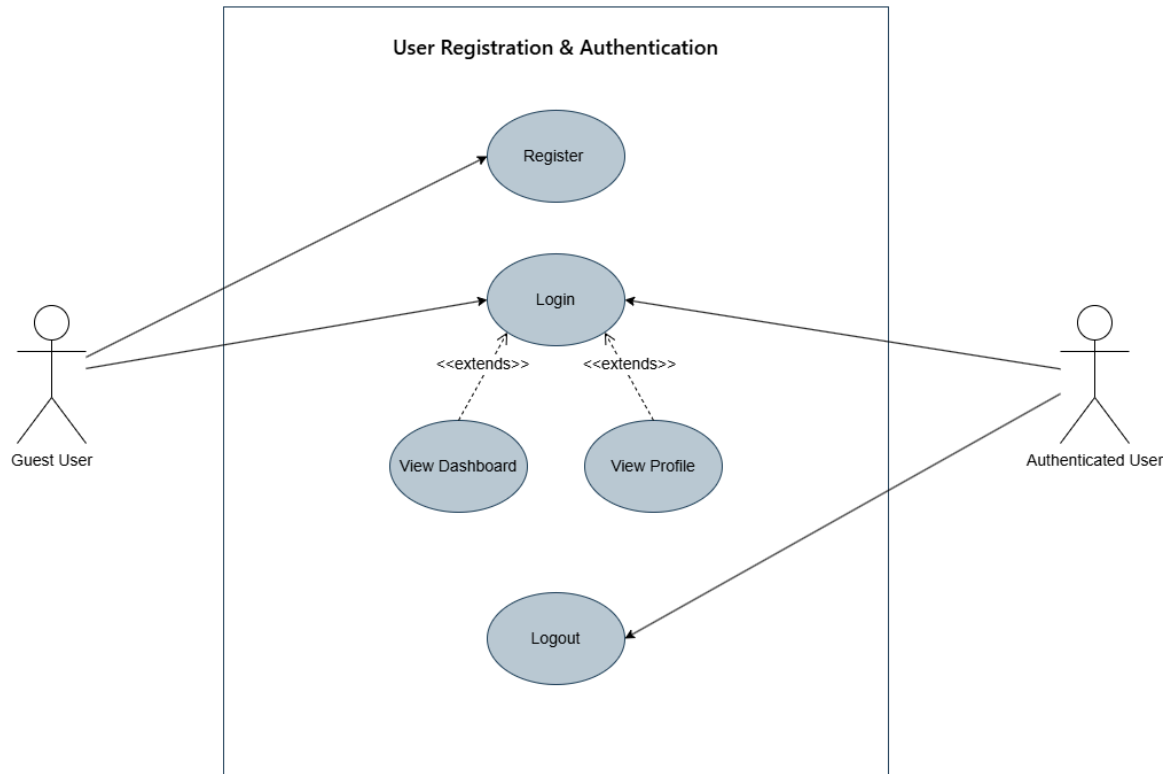 User Registration & Authentication
Register
Login
<<extends>>
<<extends>>
Guest User
View Dashboard
View Profile
Authenticated User
Logout